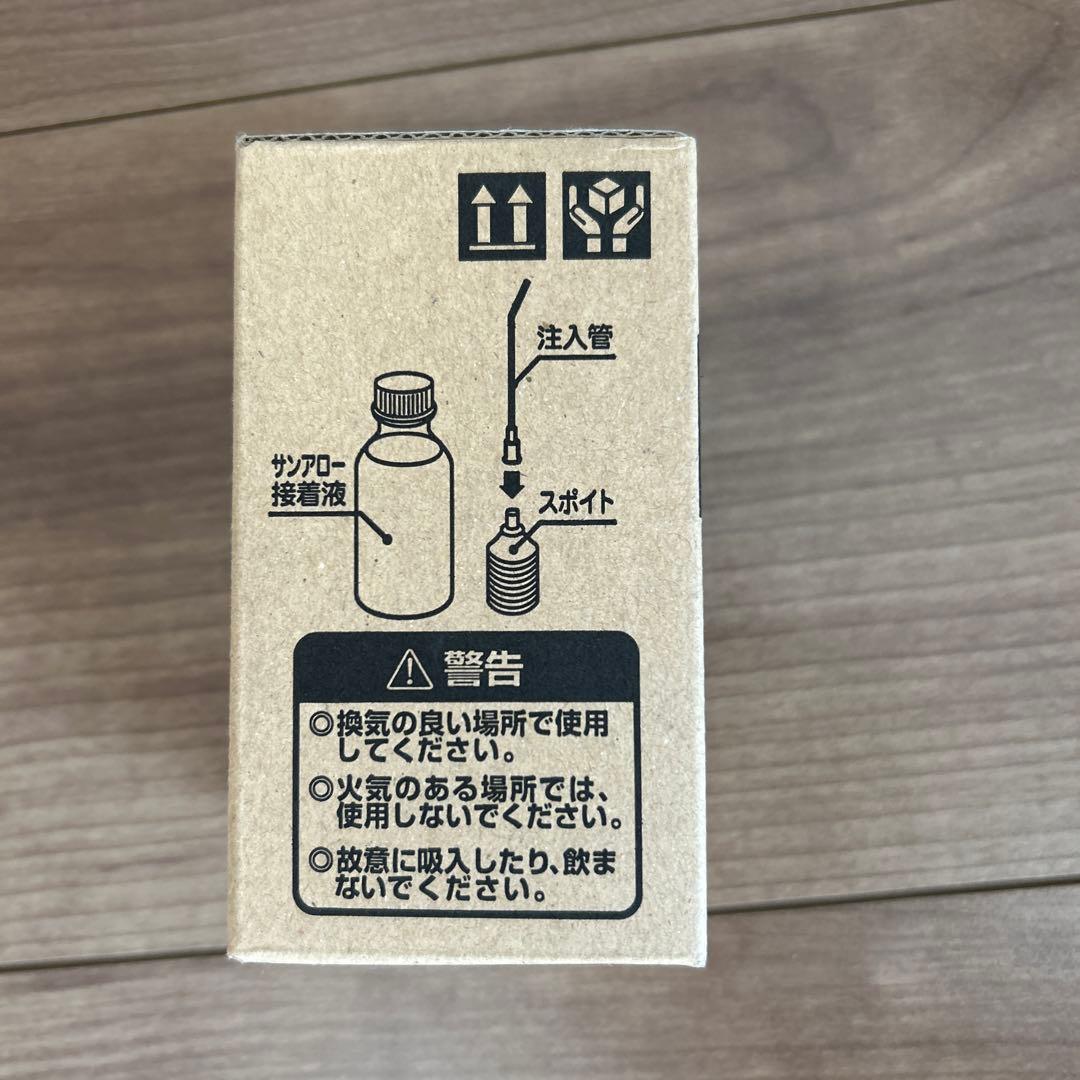 注入管
サンアロー
接着液
スポイト
警告
◎換気の良い場所で使用
してください。
◎火気のある場所では、
使用しないでください。
◎故意に吸入したり、飲ま
ないでください。